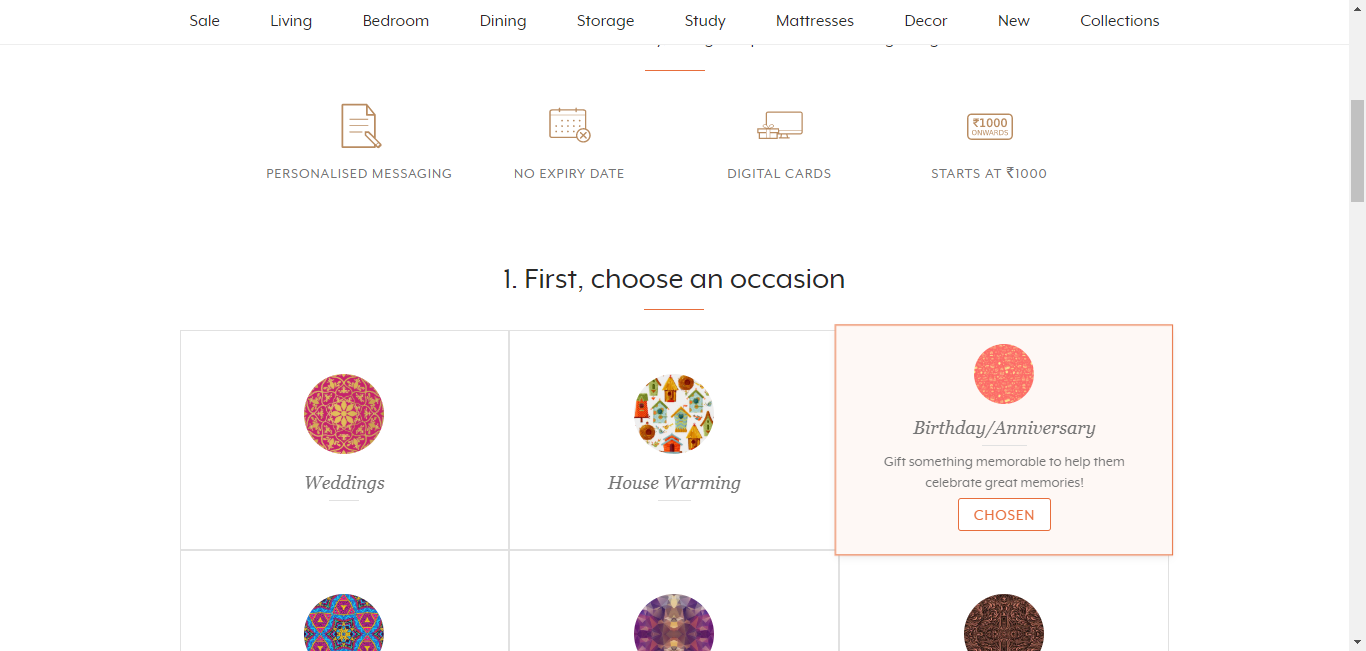 Sale Living Bedroom Dining Storage Study Mattresses Decor New Collections
₹1000
ONWARDS
PERSONALISED MESSAGING NO EXPIRY DATE DIGITAL CARDS STARTS AT ₹1000
1. First, choose an occasion
Weddings
House Warming
Birthday/Anniversary
Gift something memorable to help them
celebrate great memories!
CHOSEN